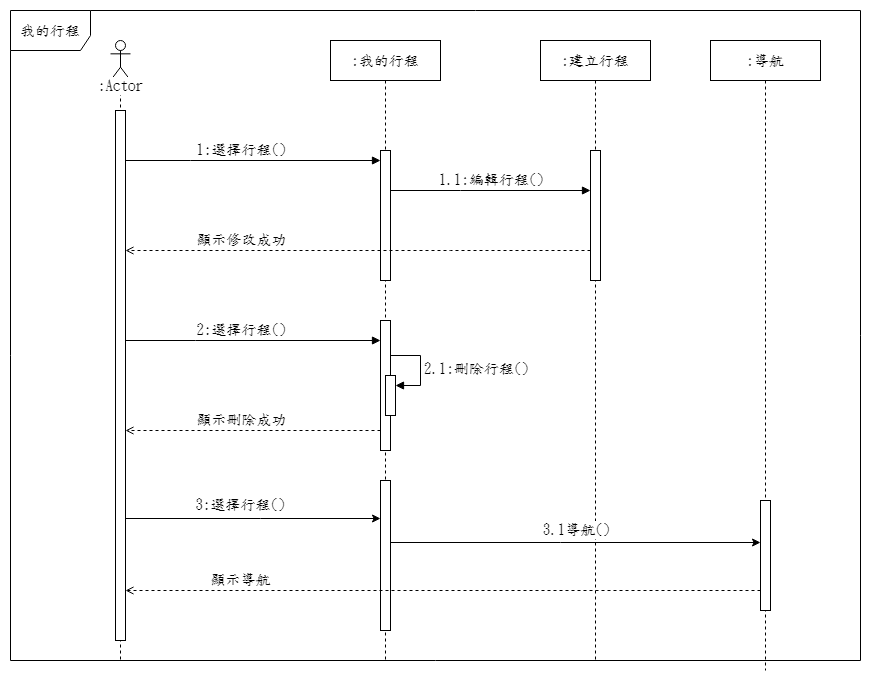 我的行程
:Actor
:我的行程
:建立行程
:導航
1:選擇行程()
1.1:編輯行程()
顯示修改成功
2:選擇行程()
2.1:刪除行程()
顯示刪除成功
3:選擇行程()
3.1導航()
顯示導航